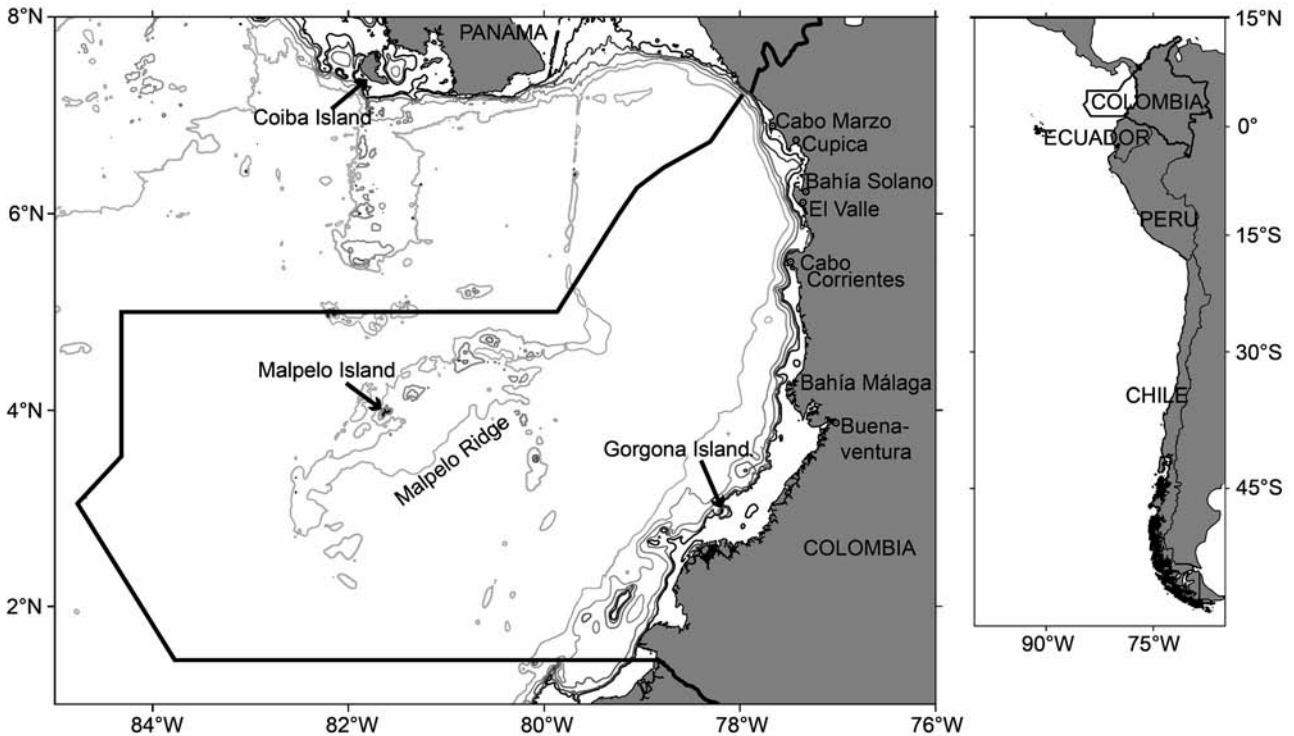 8°N
6°N
4°N
2°N
84°W
82°W
80°W
78°W
76°W
PANAMA
Coiba Island
Cabo Marzo
Cupica
Bahía Solano
El Valle
Cabo
Corrientes
Malpelo Island
Malpelo Ridge
Bahía Málaga
Buena-
ventura
Gorgona Island
COLOMBIA
15°N
0°
15°S
30°S
45°S
90°W
75°W
COLOMBIA
ECUADOR
PERU
CHILE